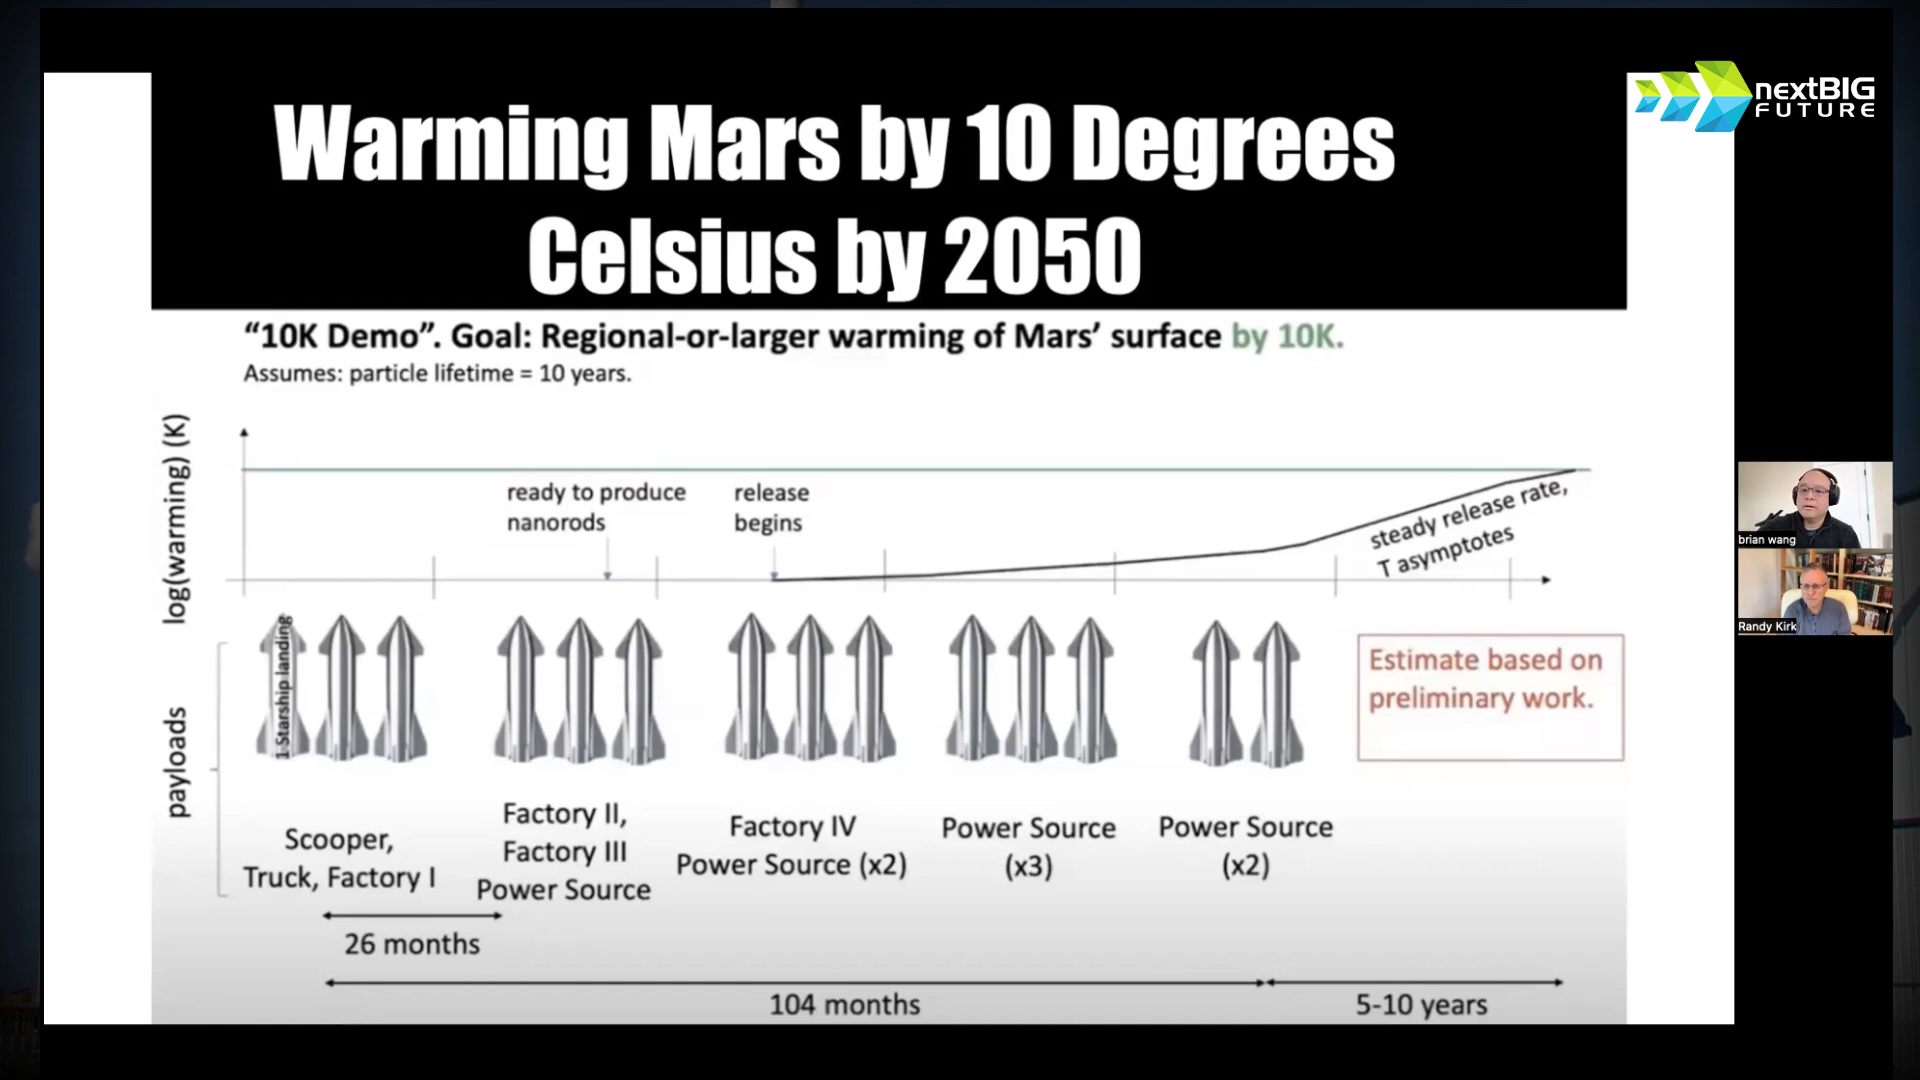 nextBIG
FUTURE
Warming Mars by 10 Degrees
Celsius by 2050
“10K Demo”. Goal: Regional-or-larger warming of Mars’ surface by 10K.
Assumes: particle lifetime = 10 years.
log(warming) (K)
ready to produce
nanorods
release
begins
steady release rate,
T asymptotes
payloads
1 Starship landing
Estimate based on
preliminary work.
Scooper,
Truck, Factory I
Factory II,
Factory III
Power Source
Factory IV
Power Source (x2)
Power Source
(x3)
Power Source
(x2)
26 months
104 months
5-10 years
brian wang
Randy Kirk